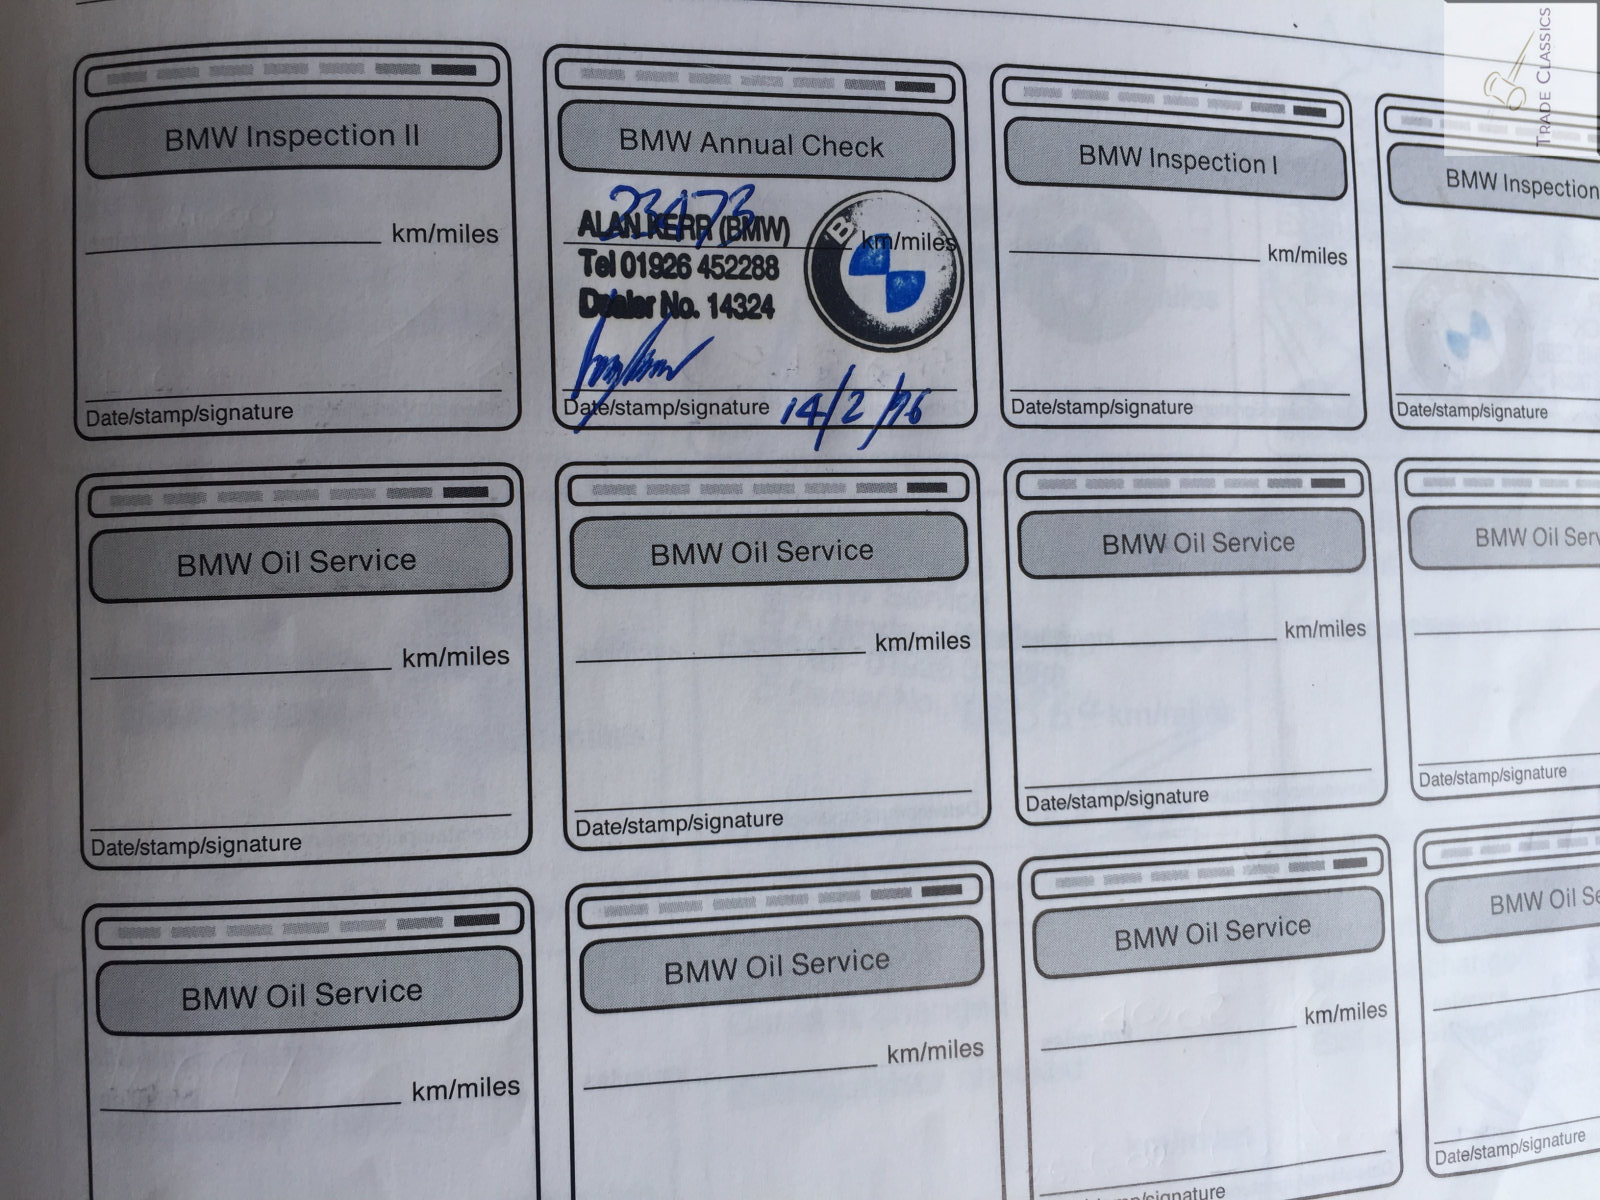 TRADE CLASSICS
BMW Inspection II
km/miles
Date/stamp/signature
BMW Annual Check
23173
ALAN KERR (BMW)
km/miles
Tel 01926 452288
Dealer No. 14324
Date/stamp/signature 14/2/96
BMW Inspection I
km/miles
Date/stamp/signature
BMW Inspection
Date/stamp/signature
BMW Oil Service
km/miles
Date/stamp/signature
BMW Oil Service
km/miles
Date/stamp/signature
BMW Oil Service
km/miles
Date/stamp/signature
BMW Oil Serv
Date/stamp/signature
BMW Oil Service
km/miles
BMW Oil Service
km/miles
BMW Oil Service
km/miles
/signature
BMW Oil Se
Date/stamp/signature